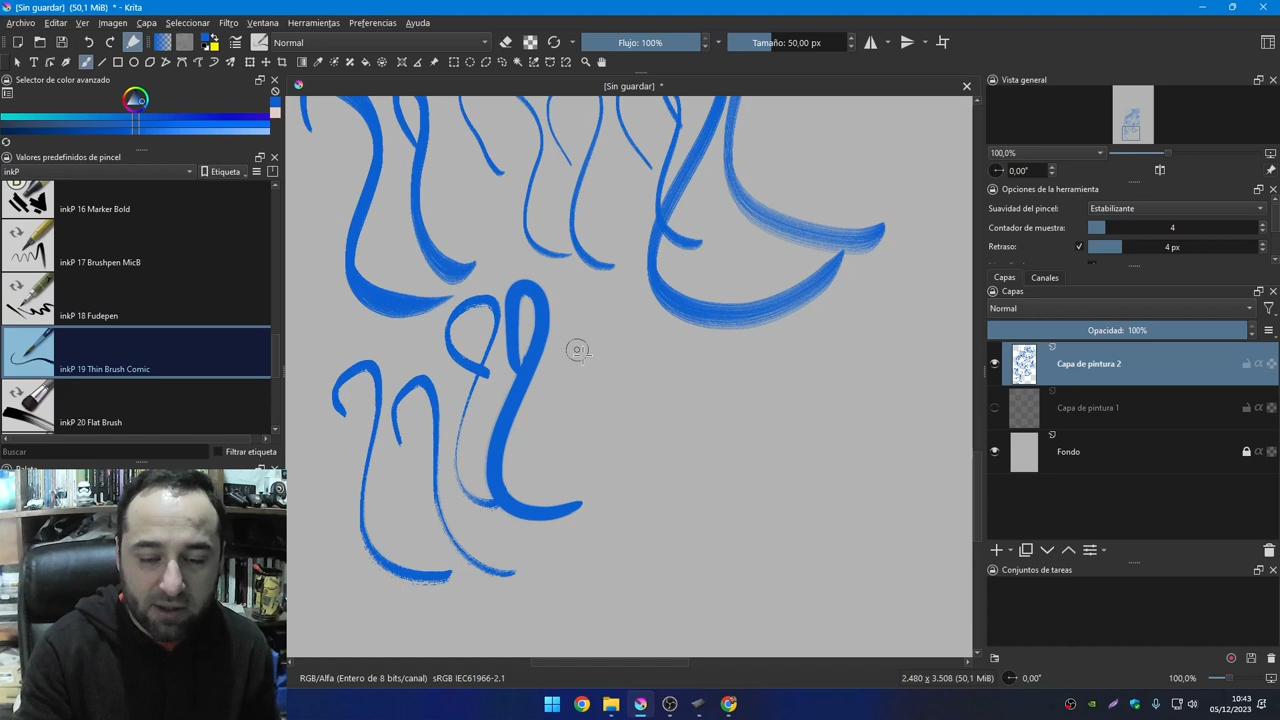 [Sin guardar] (50,1 MiB) * - Krita
Archivo Editar Ver Imagen Capa Seleccionar Filtro Ventana Herramientas Preferencias Ayuda
Normal
Flujo: 100%
Tamaño: 50,00 px
Selector de color avanzado
[Sin guardar] *
Vista general
100,0%
0,00°
Valores predefinidos de pincel
inkP
Etiqueta
inkP 16 Marker Bold
inkP 17 Brushpen MicB
inkP 18 Fudepen
inkP 19 Thin Brush Comic
inkP 20 Flat Brush
Buscar
Filtrar etiqueta
Opciones de la herramienta
Suavidad del pincel: Estabilizante
Contador de muestra: 4
Retraso: 4 px
Capas Canales
Capas
Normal
Opacidad: 100%
Capa de pintura 2
Capa de pintura 1
Fondo
Conjuntos de tareas
RGB/Alfa (Entero de 8 bits/canal) sRGB IEC61966-2.1
2.480 x 3.508 (50,1 MiB)
0,00°
100,0%
10:43
05/12/2023